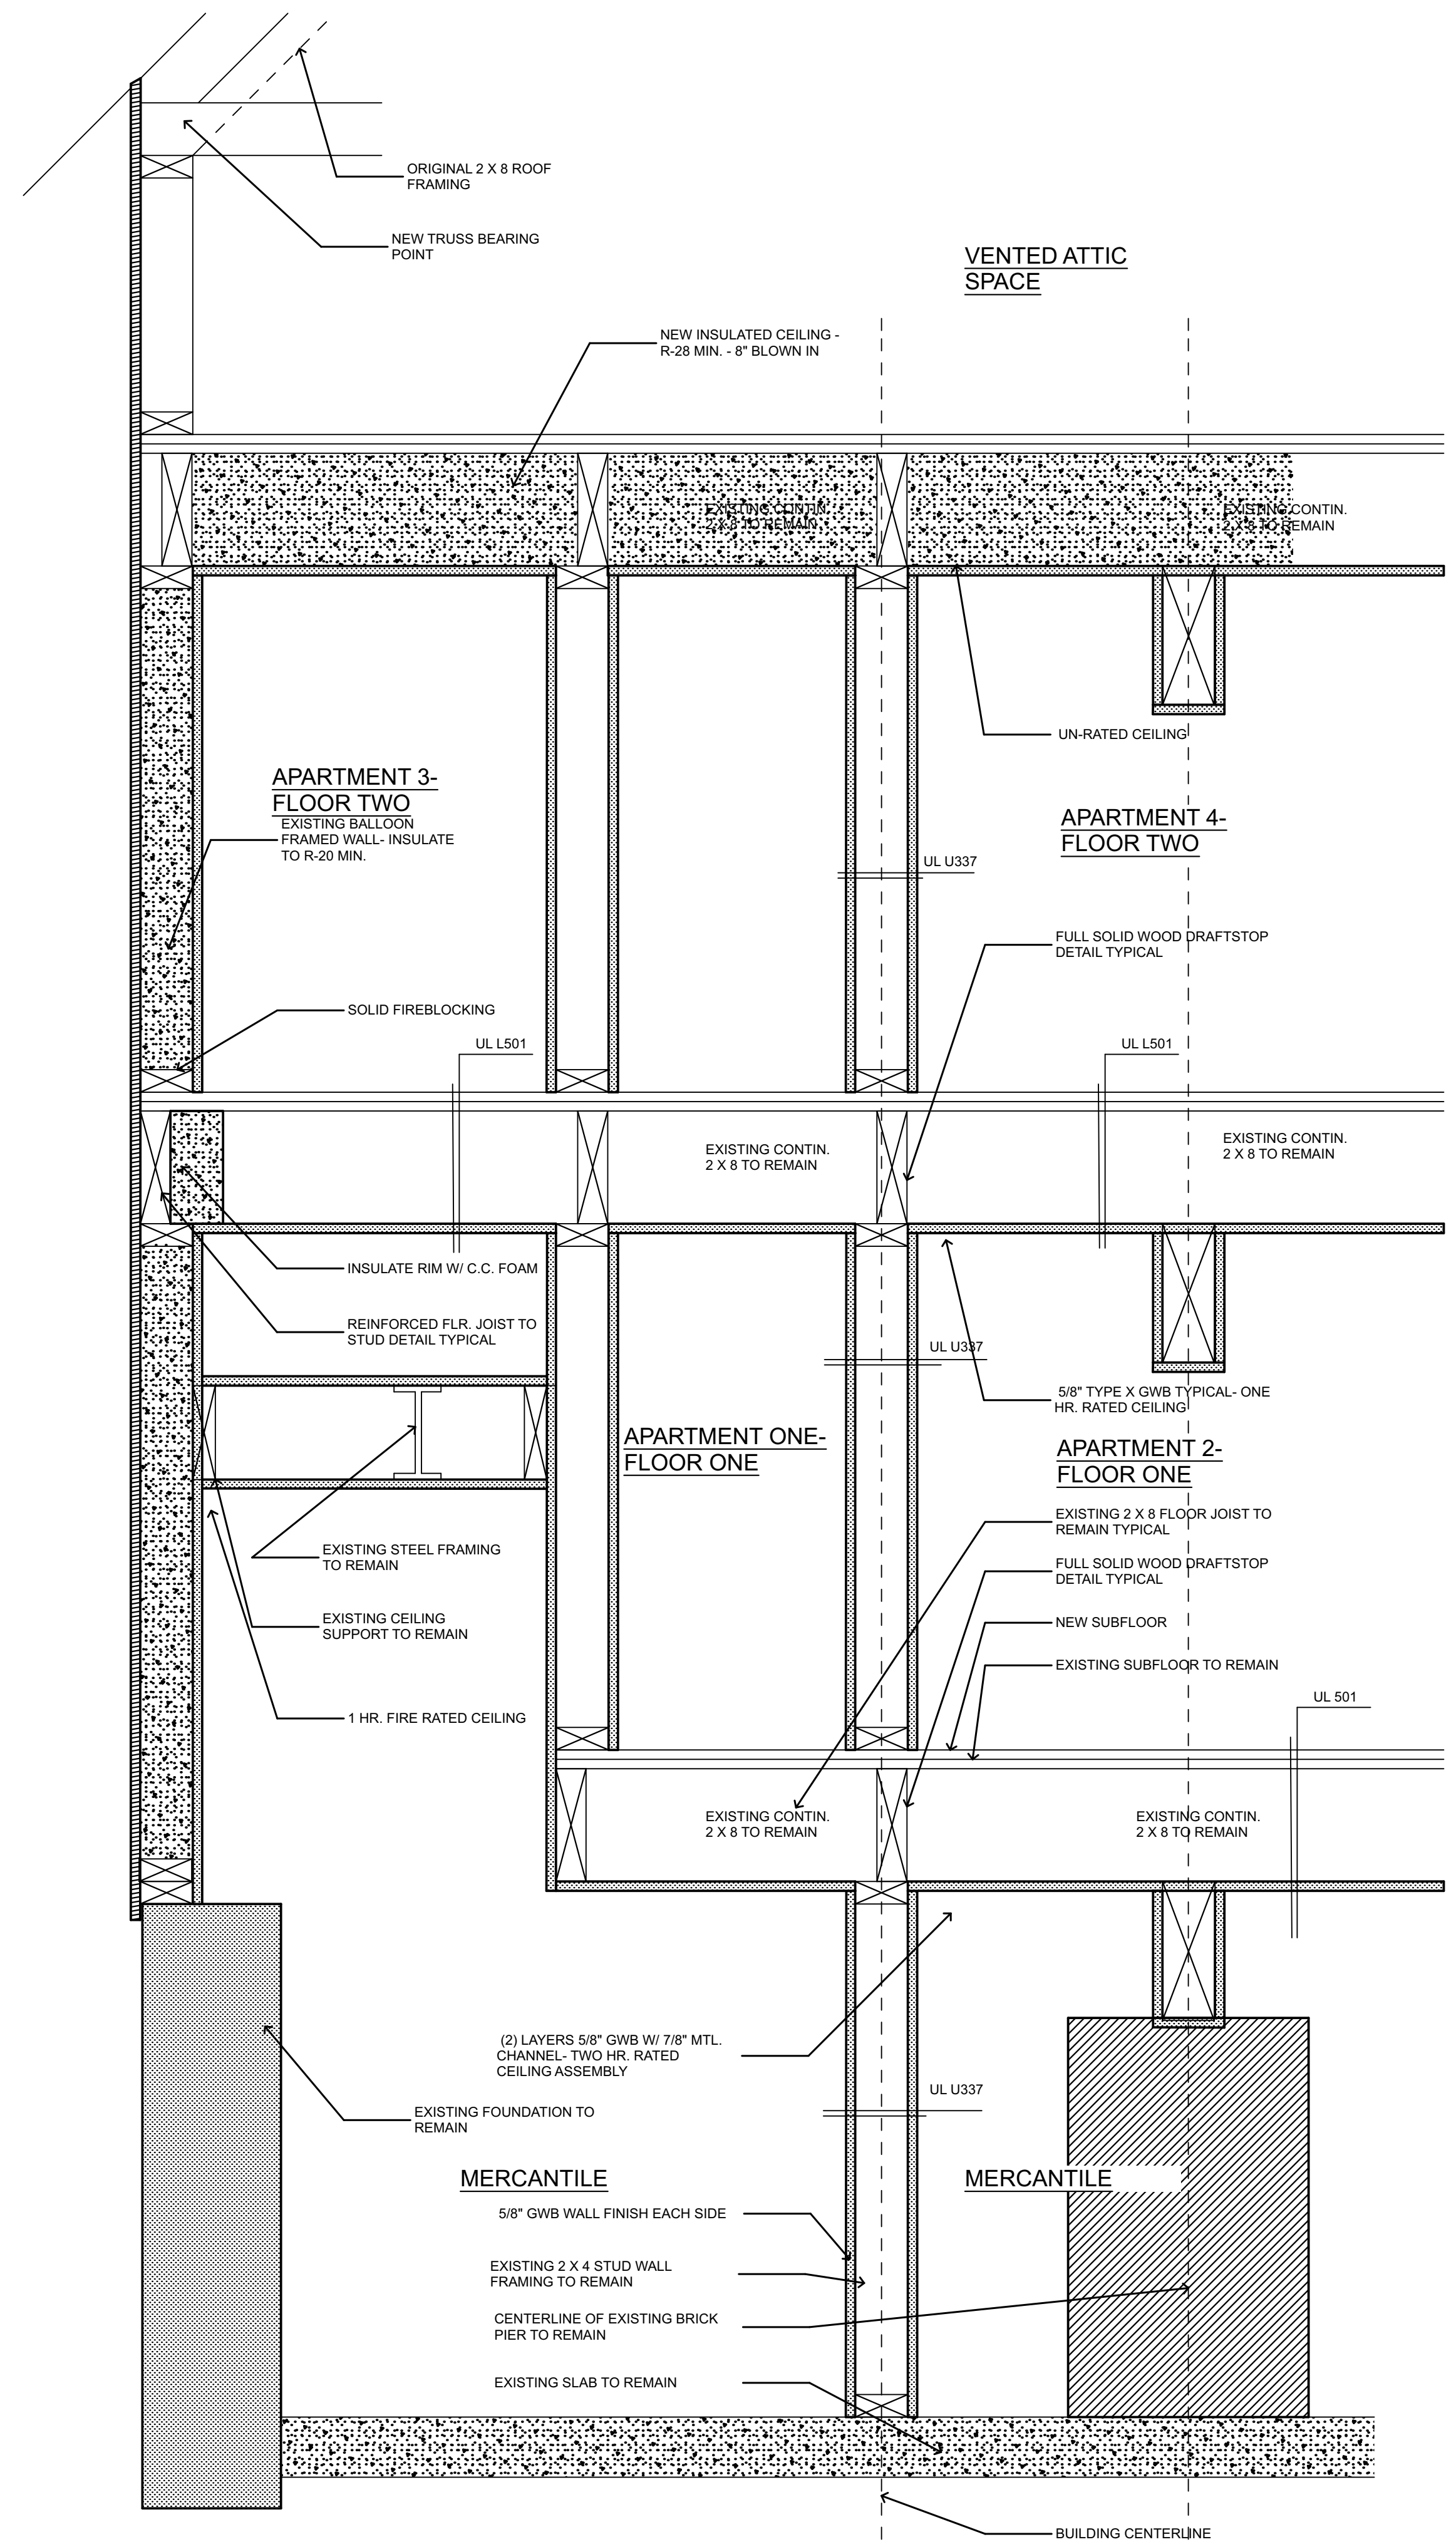 ORIGINAL 2 X 8 ROOF
FRAMING
NEW TRUSS BEARING
POINT
VENTED ATTIC
SPACE
NEW INSULATED CEILING -
R-28 MIN. - 8" BLOWN IN
EXISTING CONTIN.
2 X 8 TO REMAIN
EXISTING CONTIN.
2 X 8 TO REMAIN
UN-RATED CEILING
APARTMENT 3-
FLOOR TWO
EXISTING BALLOON
FRAMED WALL- INSULATE
TO R-20 MIN.
APARTMENT 4-
FLOOR TWO
UL U337
FULL SOLID WOOD DRAFTSTOP
DETAIL TYPICAL
SOLID FIREBLOCKING
UL L501
UL L501
EXISTING CONTIN.
2 X 8 TO REMAIN
EXISTING CONTIN.
2 X 8 TO REMAIN
INSULATE RIM W/ C.C. FOAM
REINFORCED FLR. JOIST TO
STUD DETAIL TYPICAL
UL U337
5/8" TYPE X GWB TYPICAL- ONE
HR. RATED CEILING
APARTMENT ONE-
FLOOR ONE
APARTMENT 2-
FLOOR ONE
EXISTING 2 X 8 FLOOR JOIST TO
REMAIN TYPICAL
EXISTING STEEL FRAMING
TO REMAIN
FULL SOLID WOOD DRAFTSTOP
DETAIL TYPICAL
EXISTING CEILING
SUPPORT TO REMAIN
NEW SUBFLOOR
EXISTING SUBFLOOR TO REMAIN
UL 501
1 HR. FIRE RATED CEILING
EXISTING CONTIN.
2 X 8 TO REMAIN
EXISTING CONTIN.
2 X 8 TO REMAIN
(2) LAYERS 5/8" GWB W/ 7/8" MTL.
CHANNEL- TWO HR. RATED
CEILING ASSEMBLY
UL U337
EXISTING FOUNDATION TO
REMAIN
MERCANTILE
MERCANTILE
5/8" GWB WALL FINISH EACH SIDE
EXISTING 2 X 4 STUD WALL
FRAMING TO REMAIN
CENTERLINE OF EXISTING BRICK
PIER TO REMAIN
EXISTING SLAB TO REMAIN
BUILDING CENTERLINE